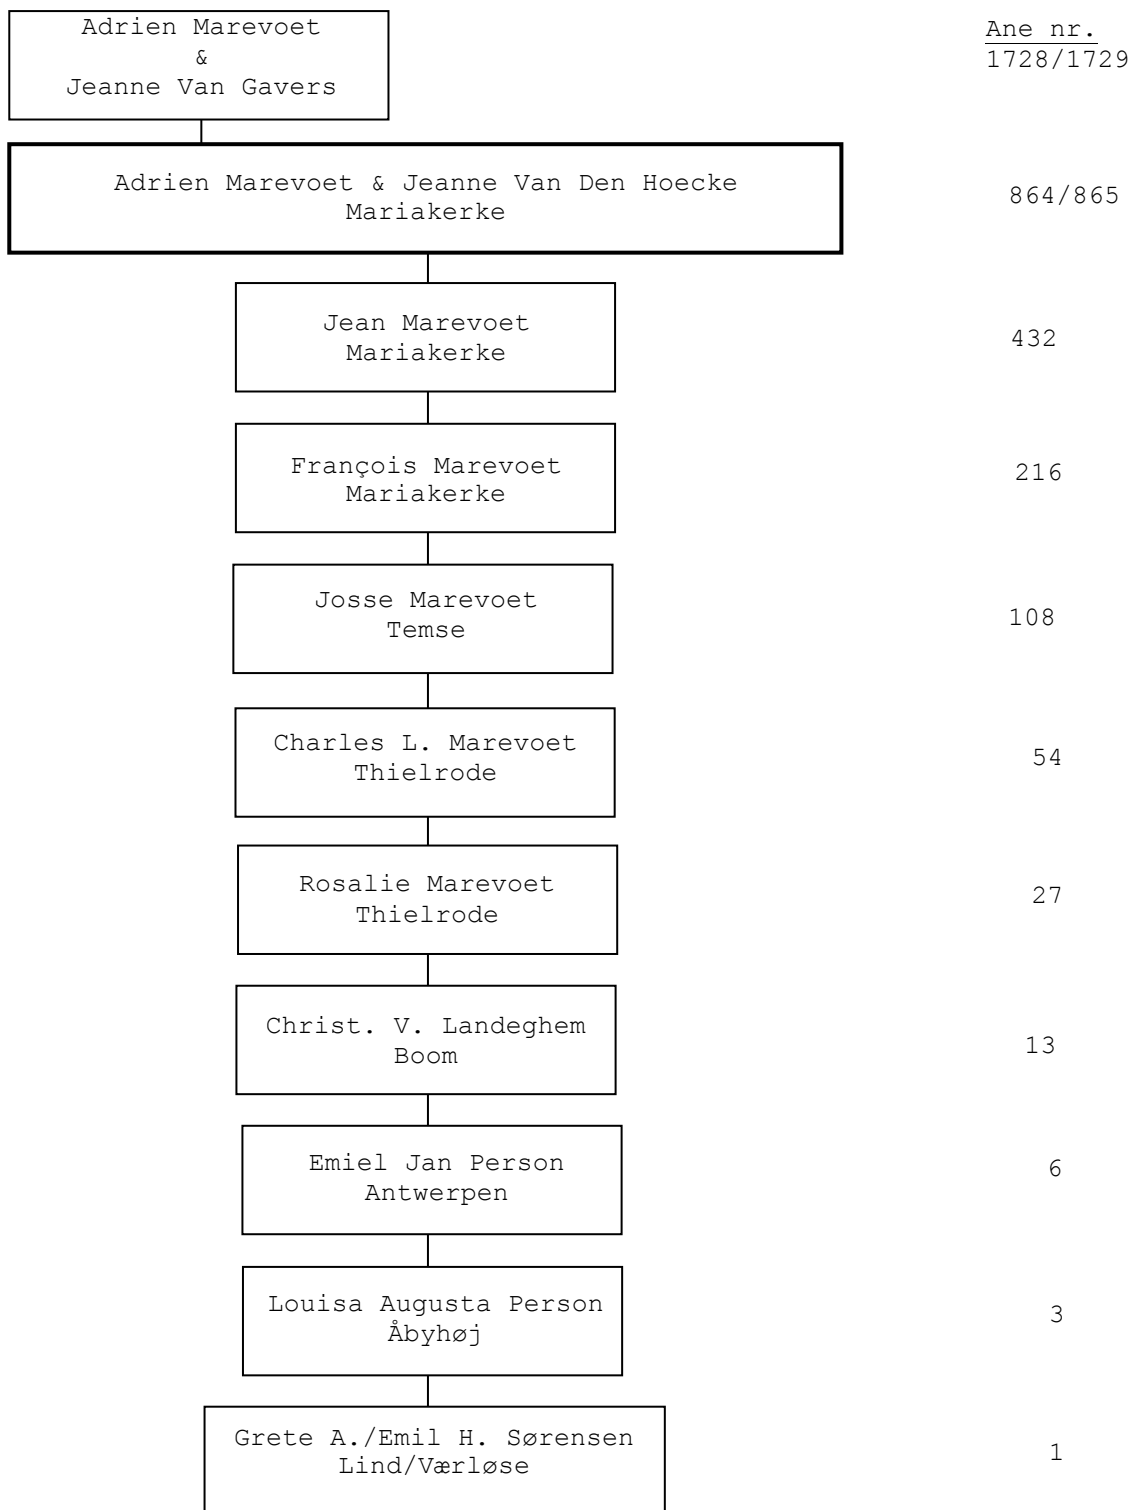 Adrien Marevoet
&
Jeanne Van Gavers
Ane nr.
1728/1729
Adrien Marevoet & Jeanne Van Den Hoecke
Mariakerke
864/865
Jean Marevoet
Mariakerke
432
François Marevoet
Mariakerke
216
Josse Marevoet
Temse
108
Charles L. Marevoet
Thielrode
54
Rosalie Marevoet
Thielrode
27
Christ. V. Landeghem
Boom
13
Emiel Jan Person
Antwerpen
6
Louisa Augusta Person
Åbyhøj
3
Grete A./Emil H. Sørensen
Lind/Værløse
1